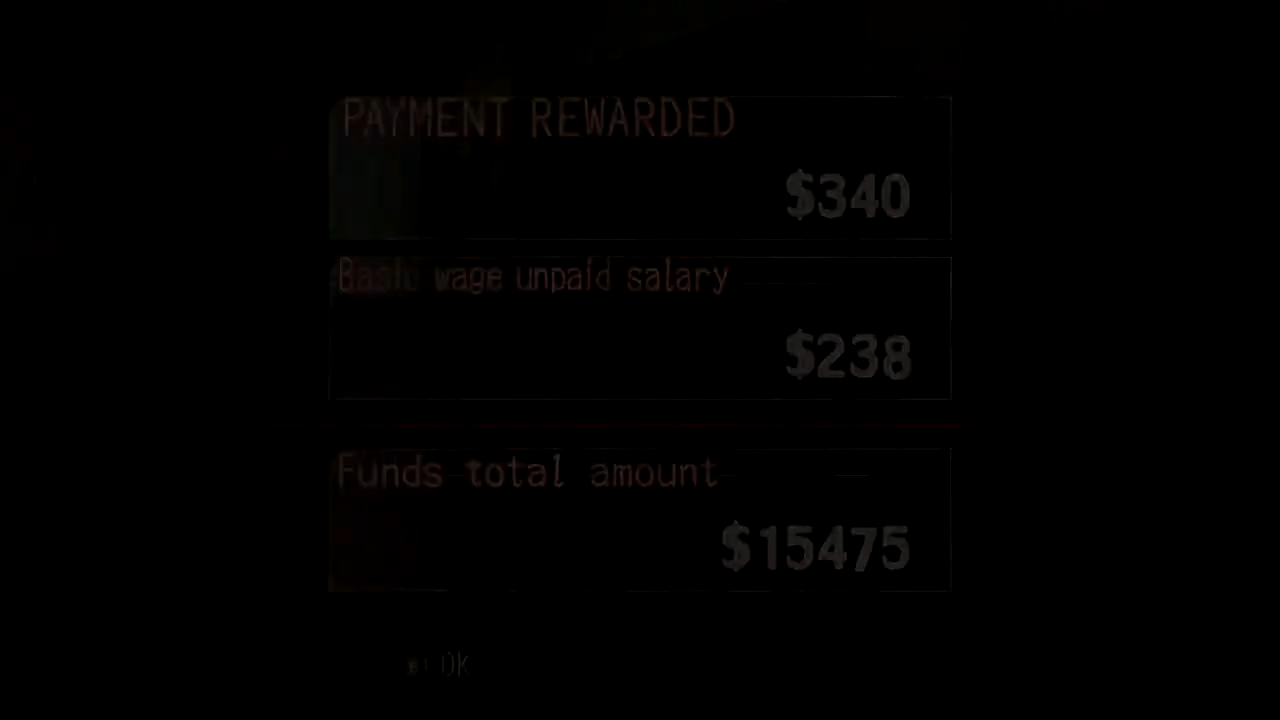 PAYMENT REWARDED
$340
Basic wage unpaid salary
$238
Funds total amount
$15475
: OK